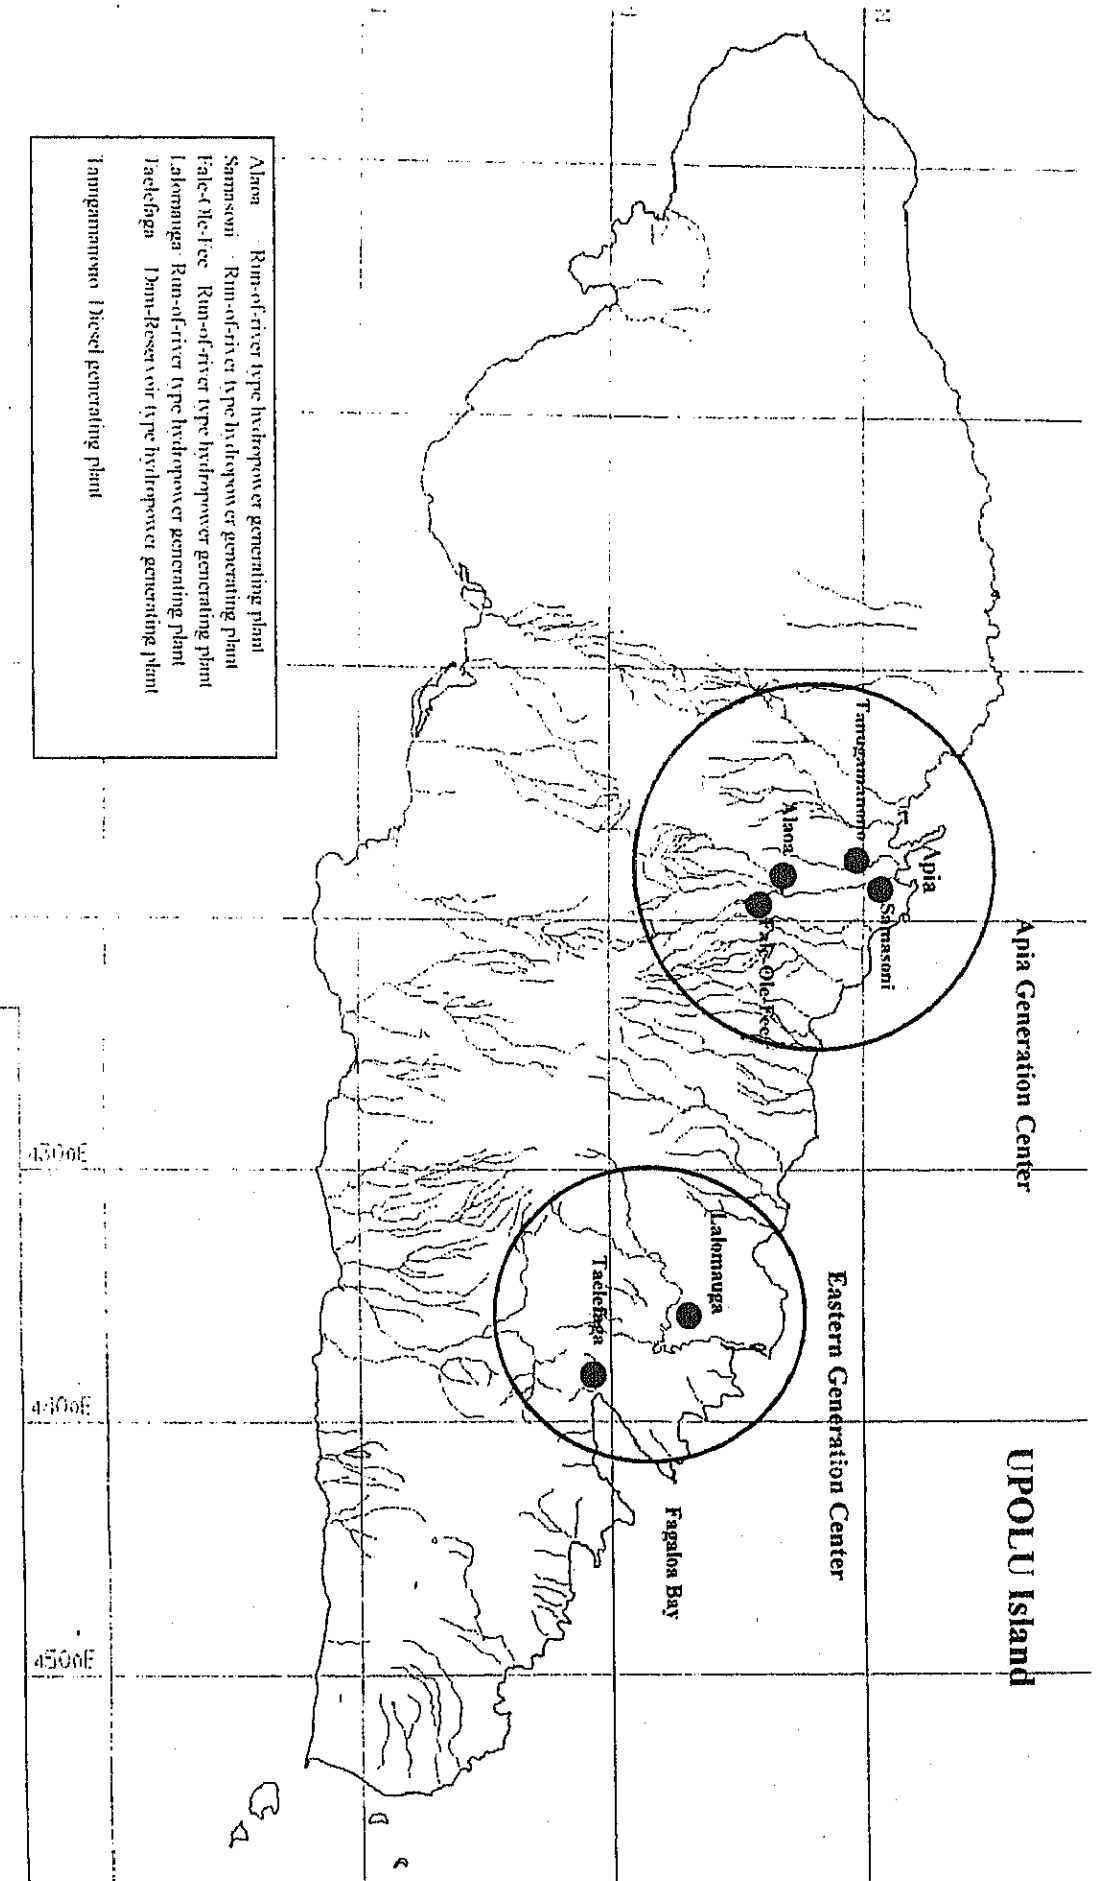 UPOLU Island
Apia Generation Center
Eastern Generation Center
Apia
Samasoni
Alaoa
Fale-Ole-Fee
Lalomauga
Taelefaga
Fagaloa Bay
4300E
4400E
4500E
Alaoa Run-of-river type hydropower generating plant
Samasoni Run-of-river type hydropower generating plant
Fale-Ole-Fee Run-of-river type hydropower generating plant
Lalomauga Run-of-river type hydropower generating plant
Taelefaga Dam-Reservoir type hydropower generating plant
Diesel generating plant